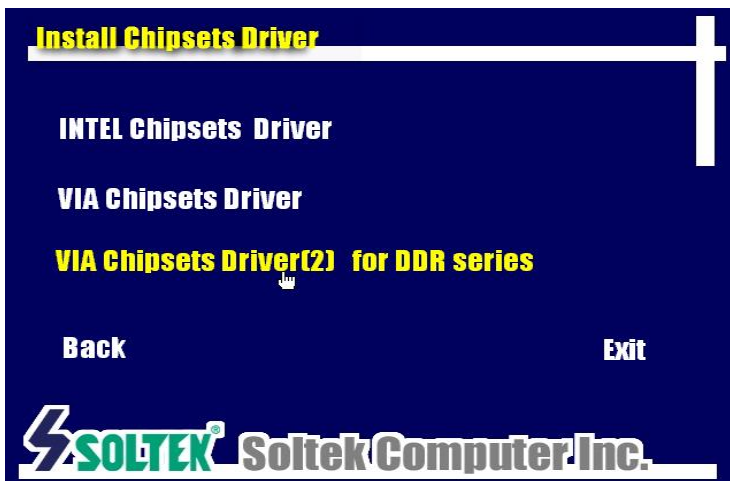 Install Chipsets Driver
INTEL Chipsets Driver
VIA Chipsets Driver
VIA Chipsets Driver(2) for DDR series
Back Exit
SOLTEK® Soltek Computer Inc.